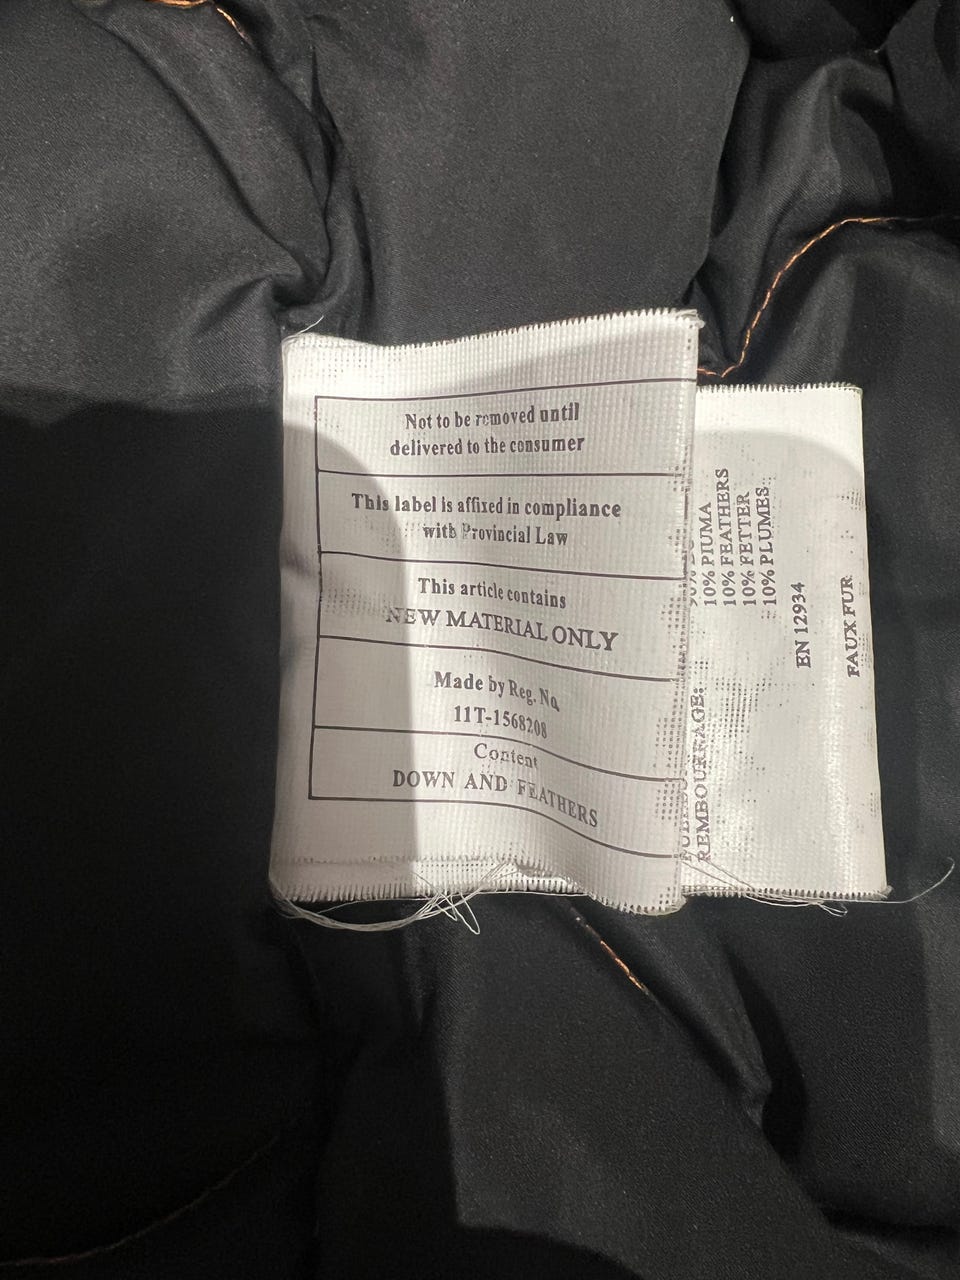 Not to be removed until
delivered to the consumer
This label is affixed in compliance
with Provincial Law
This article contains
NEW MATERIAL ONLY
Made by Reg. No.
11T-1568208
Content
DOWN AND FEATHERS
REMBOURRAGE:
10% PIUMA
10% FEATHERS
10% FETTER
10% PLUMES
EN 12934
FAUX FUR